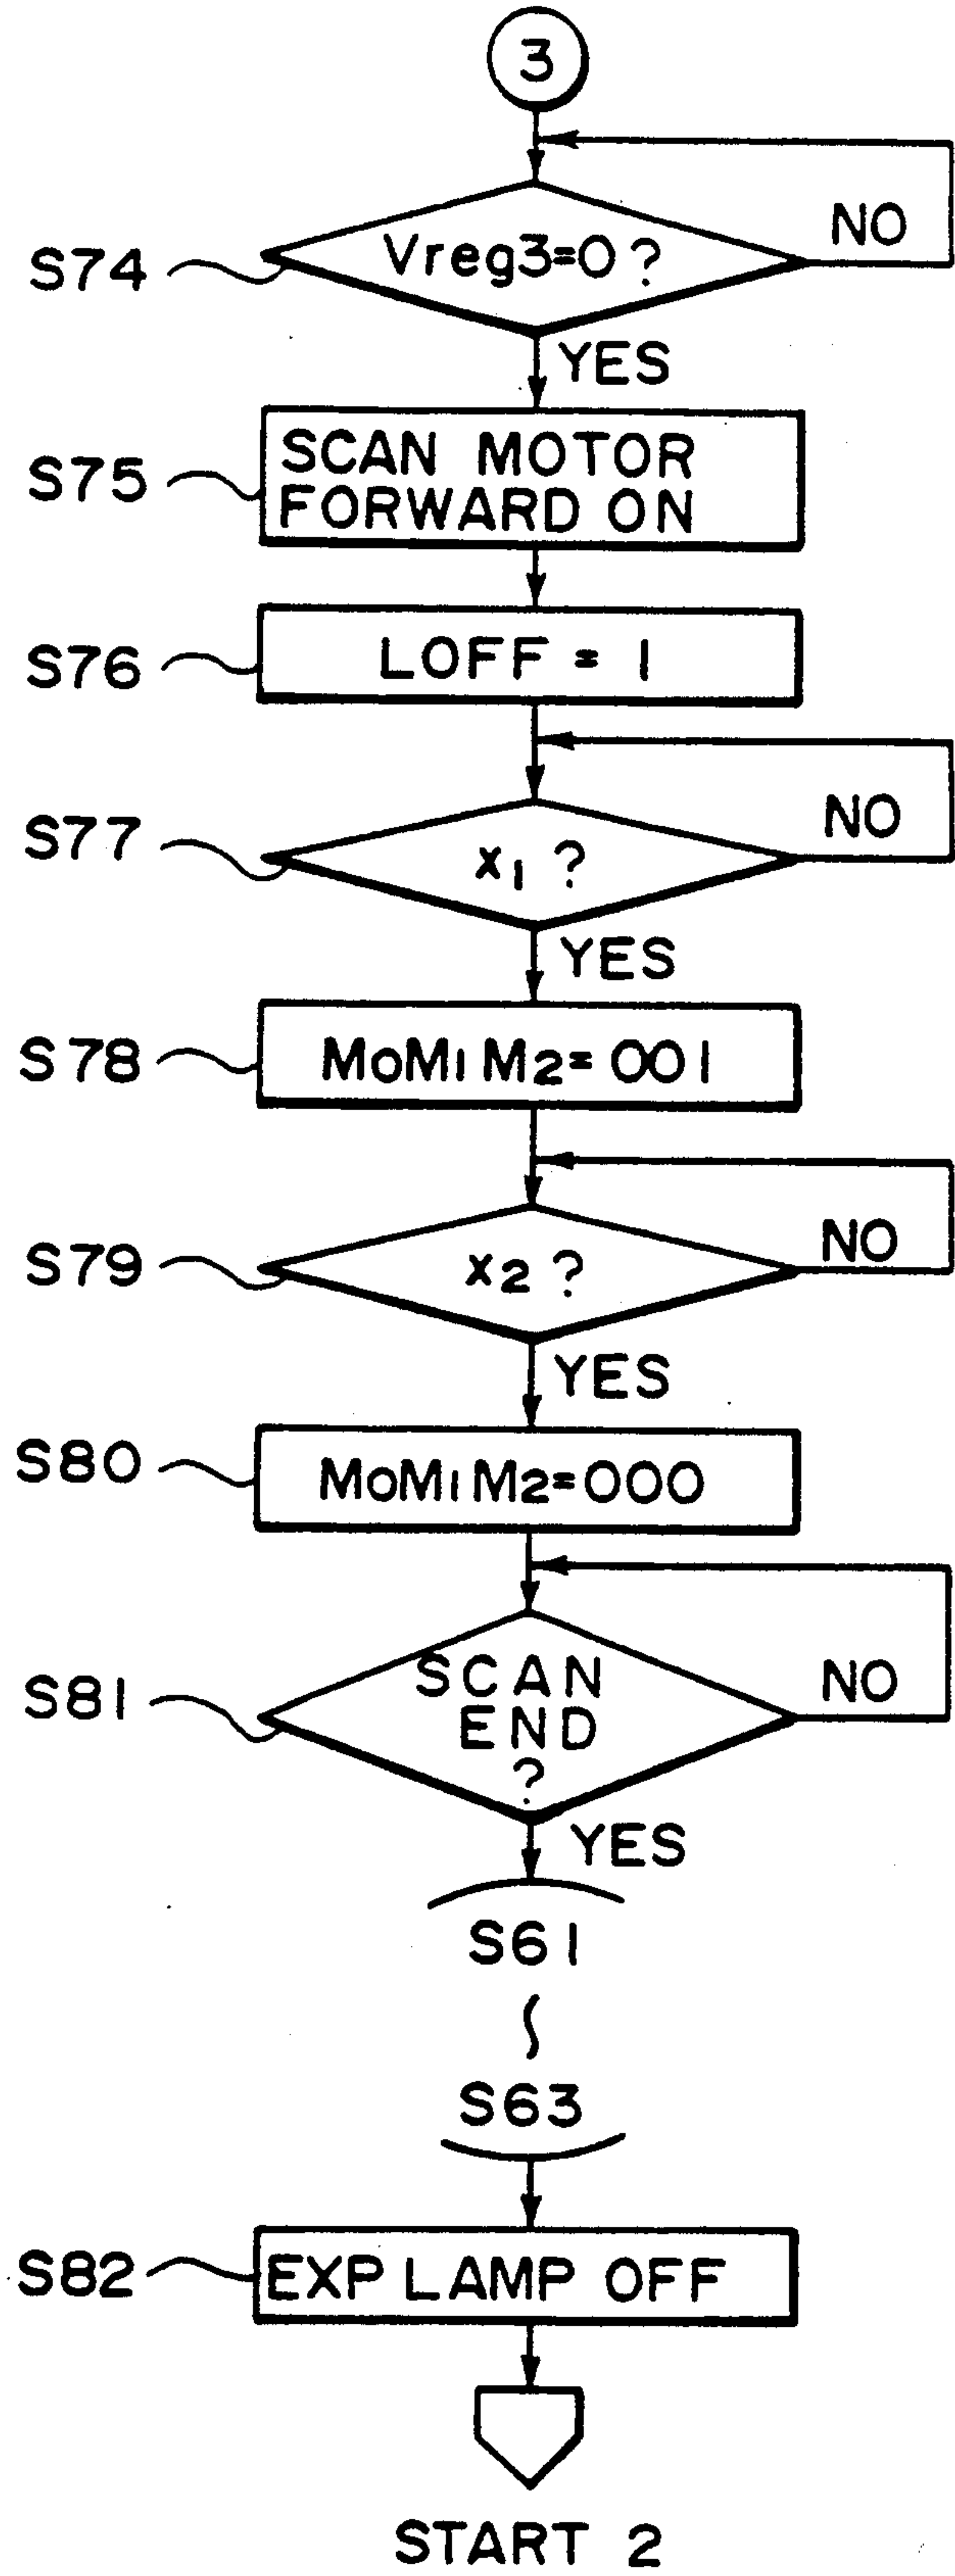 3
S74
Vreg3=0 ?
NO
YES
S75
SCAN MOTOR
FORWARD ON
S76
LOFF = 1
S77
x1 ?
NO
YES
S78
M0M1 M2=001
S79
x2 ?
NO
YES
S80
M0M1 M2=000
S81
SCAN
END
?
NO
YES
S61
~
S63
S82
EXP LAMP OFF
START 2